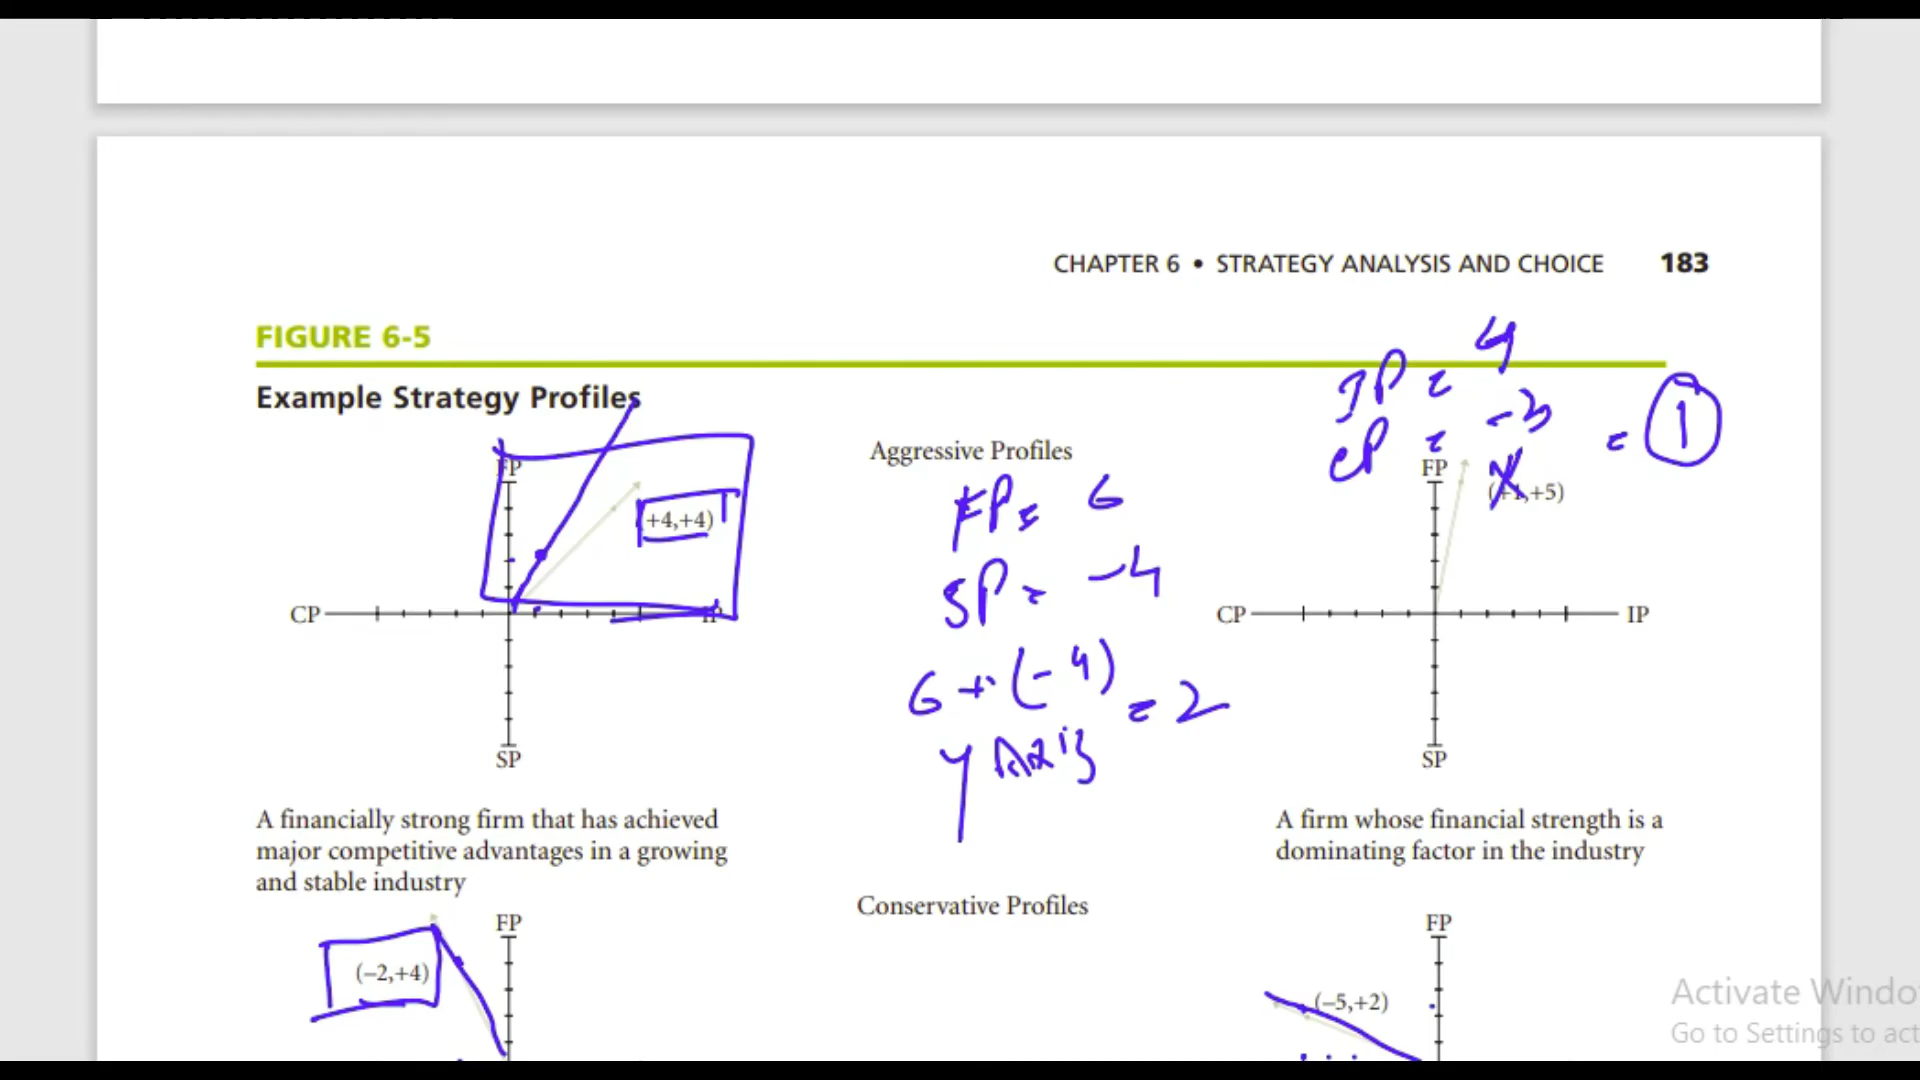 CHAPTER 6 • STRATEGY ANALYSIS AND CHOICE 183
FIGURE 6-5
Example Strategy Profiles
IP = 4
CP = -3
= 1
X
FP
(+4,+4)
CP
SP
Aggressive Profiles
FP = 6
SP = -4
6 + (-4) = 2
Y Axis
FP
(+1,+5)
CP IP
SP
A financially strong firm that has achieved
major competitive advantages in a growing
and stable industry
A firm whose financial strength is a
dominating factor in the industry
Conservative Profiles
FP
(–2,+4)
FP
(–5,+2)
Activate Windo
Go to Settings to act